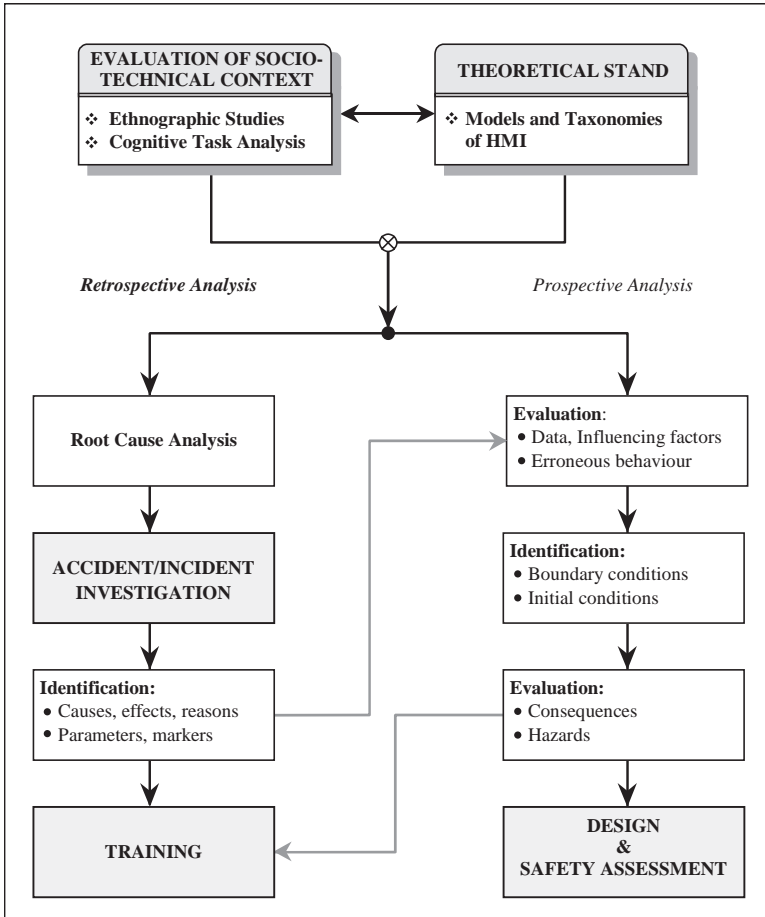 EVALUATION OF SOCIO-
TECHNICAL CONTEXT
❖ Ethnographic Studies
❖ Cognitive Task Analysis
THEORETICAL STAND
❖ Models and Taxonomies
of HMI
Retrospective Analysis
Prospective Analysis
Root Cause Analysis
ACCIDENT/INCIDENT
INVESTIGATION
Identification:
• Causes, effects, reasons
• Parameters, markers
TRAINING
Evaluation:
• Data, Influencing factors
• Erroneous behaviour
Identification:
• Boundary conditions
• Initial conditions
Evaluation:
• Consequences
• Hazards
DESIGN
&
SAFETY ASSESSMENT